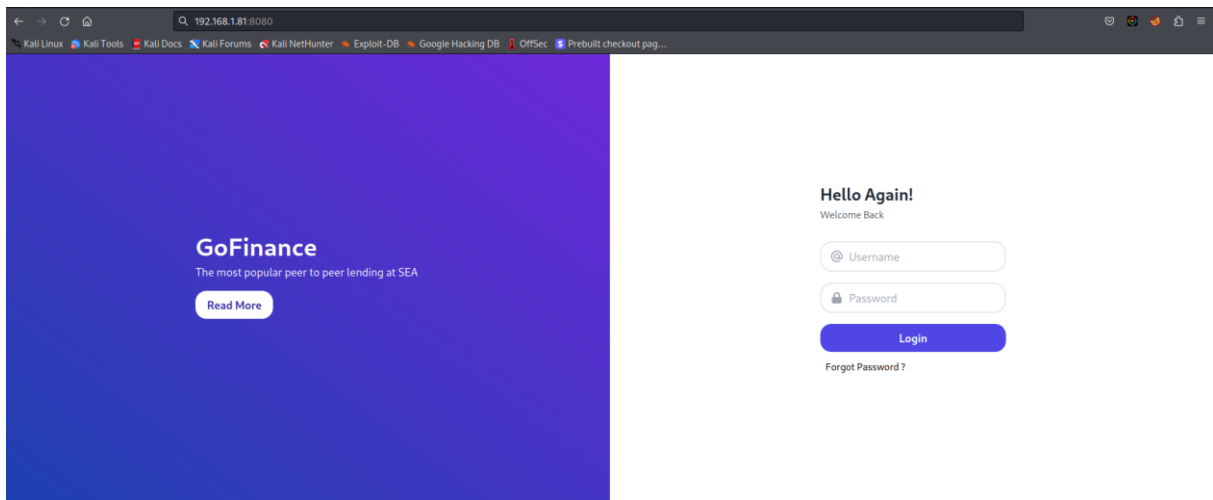 192.168.1.81:8080
Kali Linux Kali Tools Kali Docs Kali Forums Kali NetHunter Exploit-DB Google Hacking DB OffSec Prebuilt checkout pag...
GoFinance
The most popular peer to peer lending at SEA
Read More
Hello Again!
Welcome Back
Username
Password
Login
Forgot Password ?